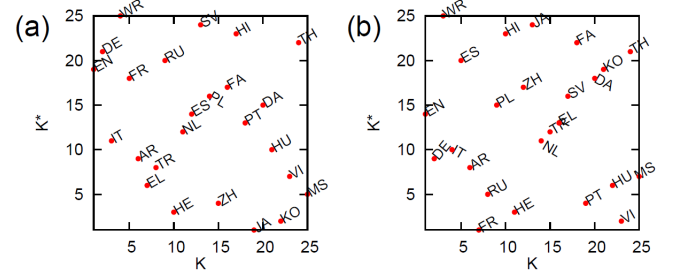 (a)
K*
25
20
15
10
5
5
10
15
20
25
K
WR
SV
HI
TH
DE
EN
RU
FR
FA
PL
ES
DA
PT
NL
IT
AR
TR
EL
HU
VI
MS
HE
ZH
KO
JA
(b)
K*
25
20
15
10
5
5
10
15
20
25
K
WR
JA
HI
FA
TH
ES
KO
DA
ZH
SV
PL
EN
EL
TR
NL
DE
IT
AR
MS
HU
RU
PT
HE
VI
FR